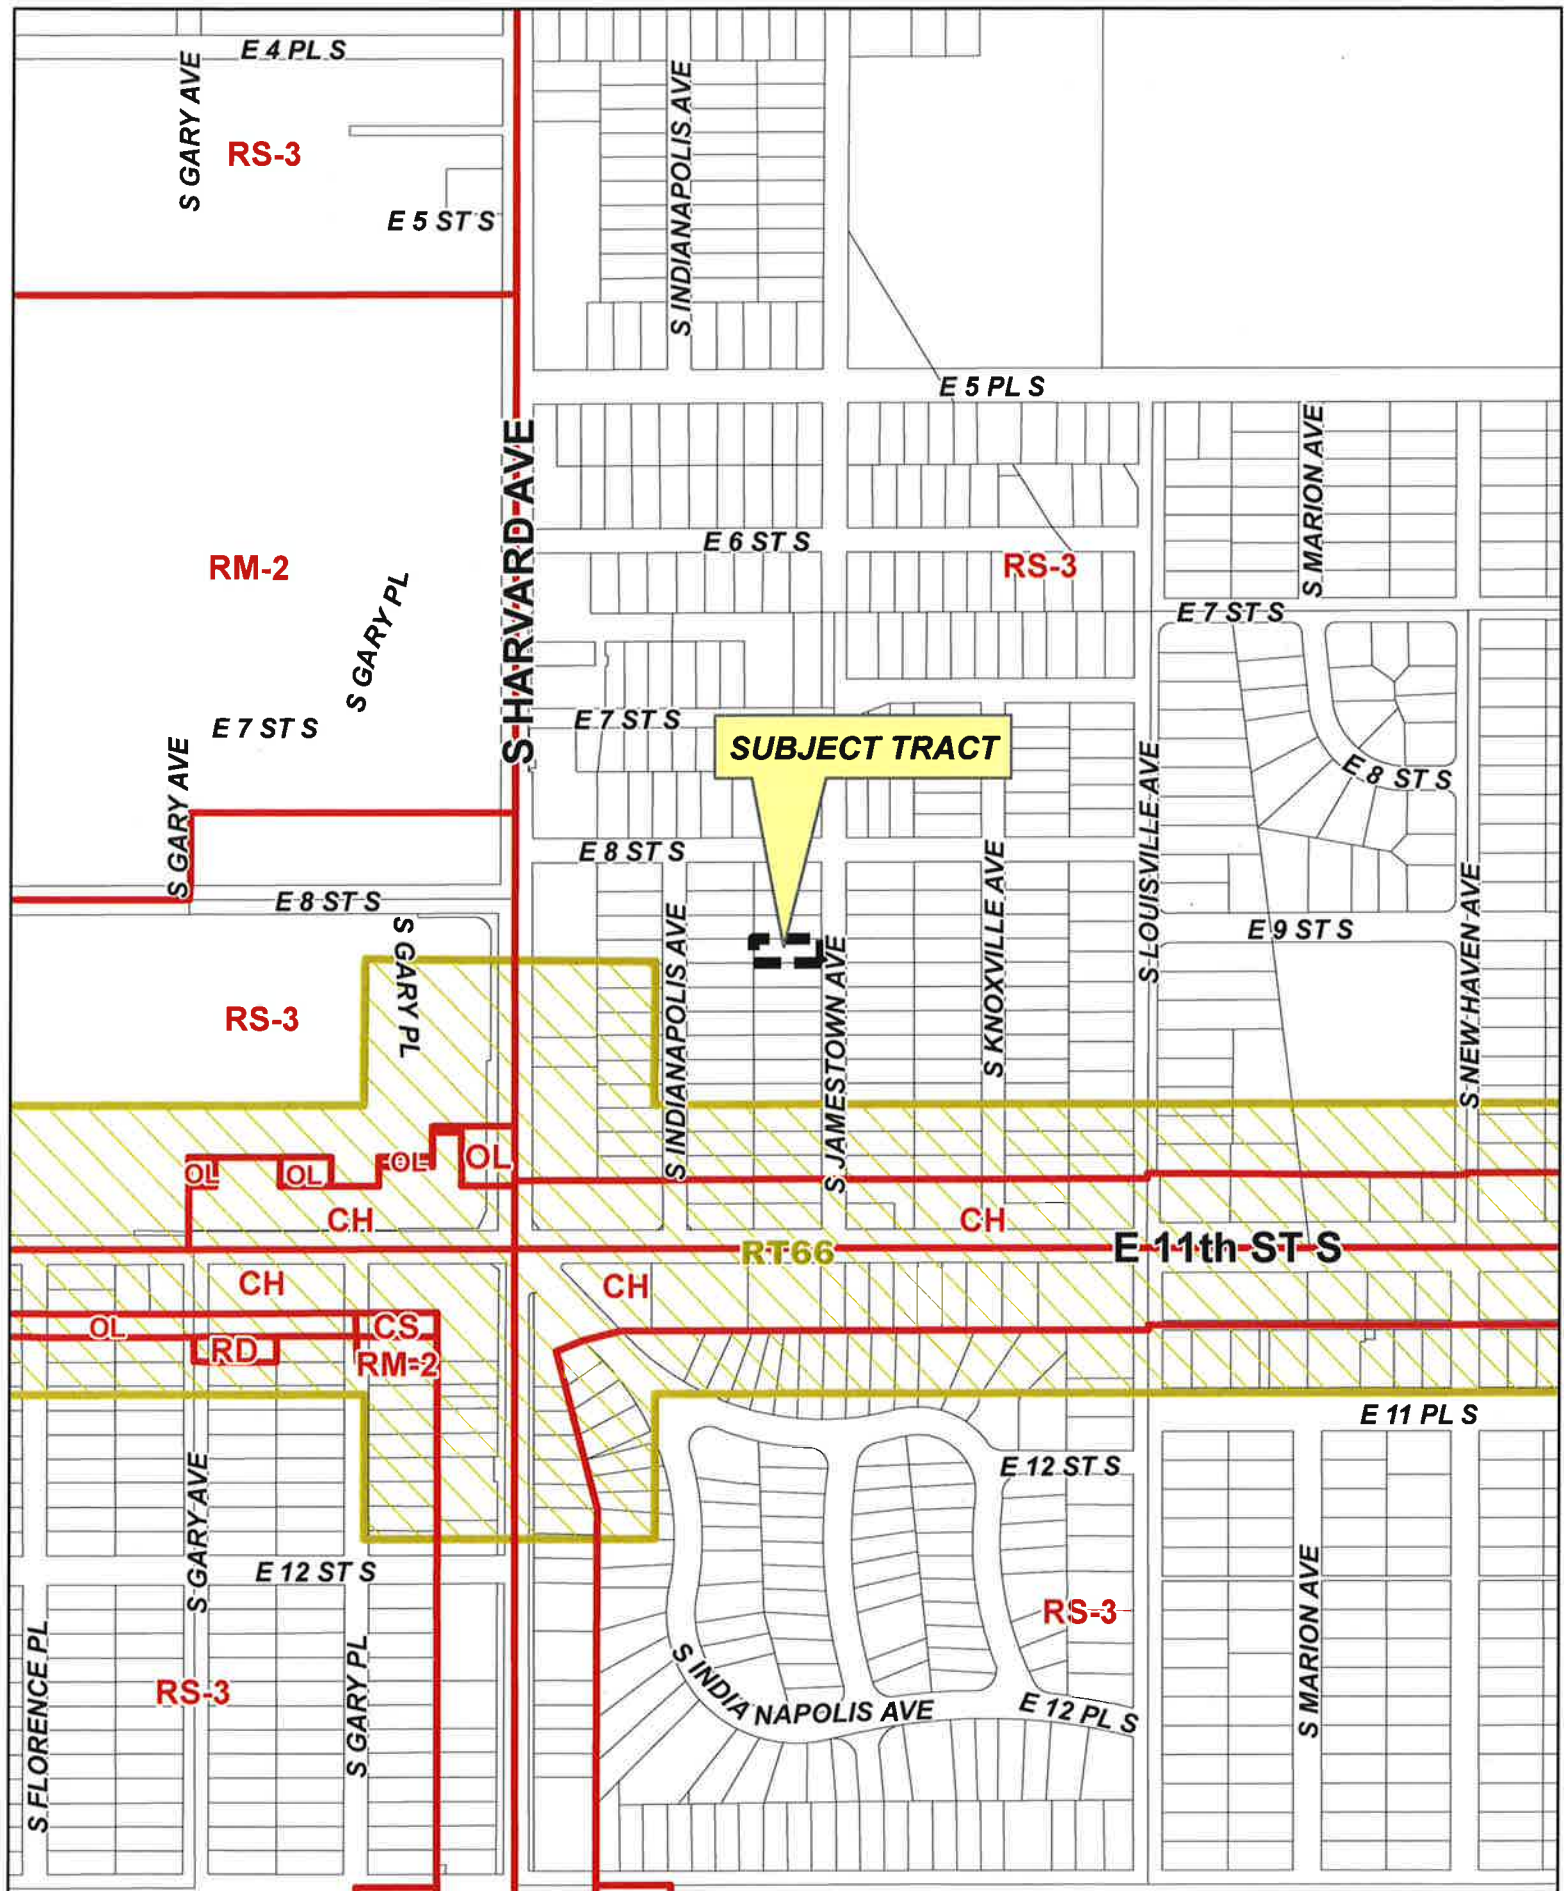 E 4 PL S
S GARY AVE
S INDIANAPOLIS AVE
RS-3
E 5 ST S
E 5 PL S
S HARVARD AVE
S MARION AVE
E 6 ST S
RS-3
RM-2
S GARY PL
E 7 ST S
E 7 ST S
E 7 ST S
SUBJECT TRACT
S GARY AVE
S LOUISVILLE AVE
E 8 ST S
E 8 ST S
E 8 ST S
S KNOXVILLE AVE
S NEW HAVEN AVE
S GARY PL
S INDIANAPOLIS AVE
S JAMESTOWN AVE
E 9 ST S
RS-3
OL
OL
OL
OL
CH
CH
RT66
E 11th ST S
CH
CH
OL
CS
RD
RM-2
E 11 PL S
E 12 ST S
S GARY AVE
E 12 ST S
S MARION AVE
RS-3
S FLORENCE PL
S GARY PL
RS-3
S INDIANAPOLIS AVE
E 12 PL S